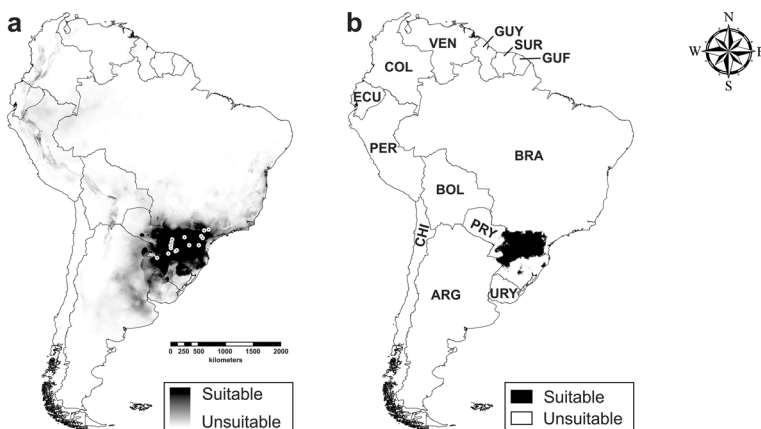 a
b
N
W
E
S
GUY
SUR
GUF
VEN
COL
ECU
PER
BRA
BOL
PRY
CHI
ARG
URY
0 250 500 1000 1500 2000
kilometers
Suitable
Unsuitable
Suitable
Unsuitable